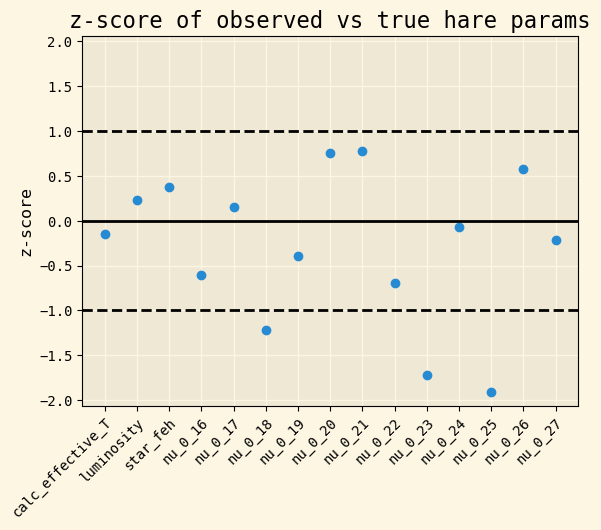 z-score of observed vs true hare params
2.0
1.5
1.0
0.5
0.0
−0.5
−1.0
−1.5
−2.0
z-score
calc_effective_T
luminosity
star_feh
nu_0_16
nu_0_17
nu_0_18
nu_0_19
nu_0_20
nu_0_21
nu_0_22
nu_0_23
nu_0_24
nu_0_25
nu_0_26
nu_0_27